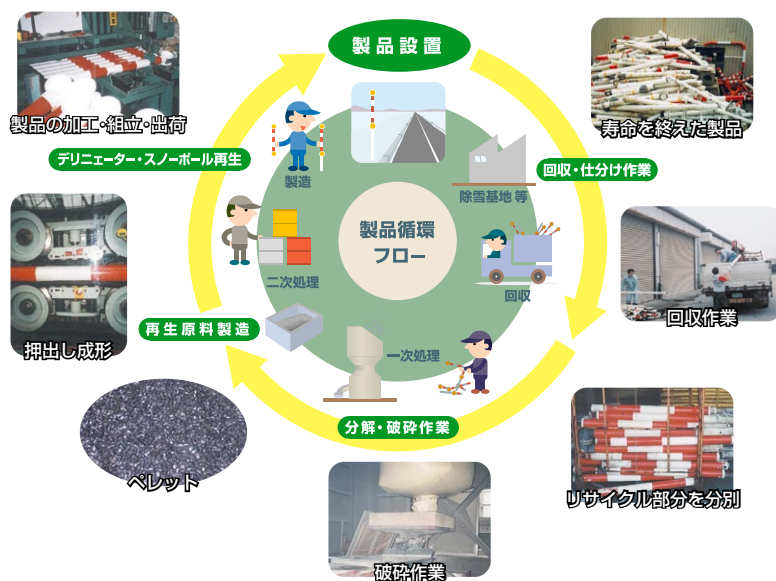 製品設置
製品の加工・組立・出荷
寿命を終えた製品
デリニェーター・スノーポール再生
回収・仕分け作業
製造
除雪基地 等
製品循環
フロー
二次処理
回収
回収作業
再生原料製造
押出し成形
一次処理
分解・破砕作業
ペレット
リサイクル部分を分別
破砕作業